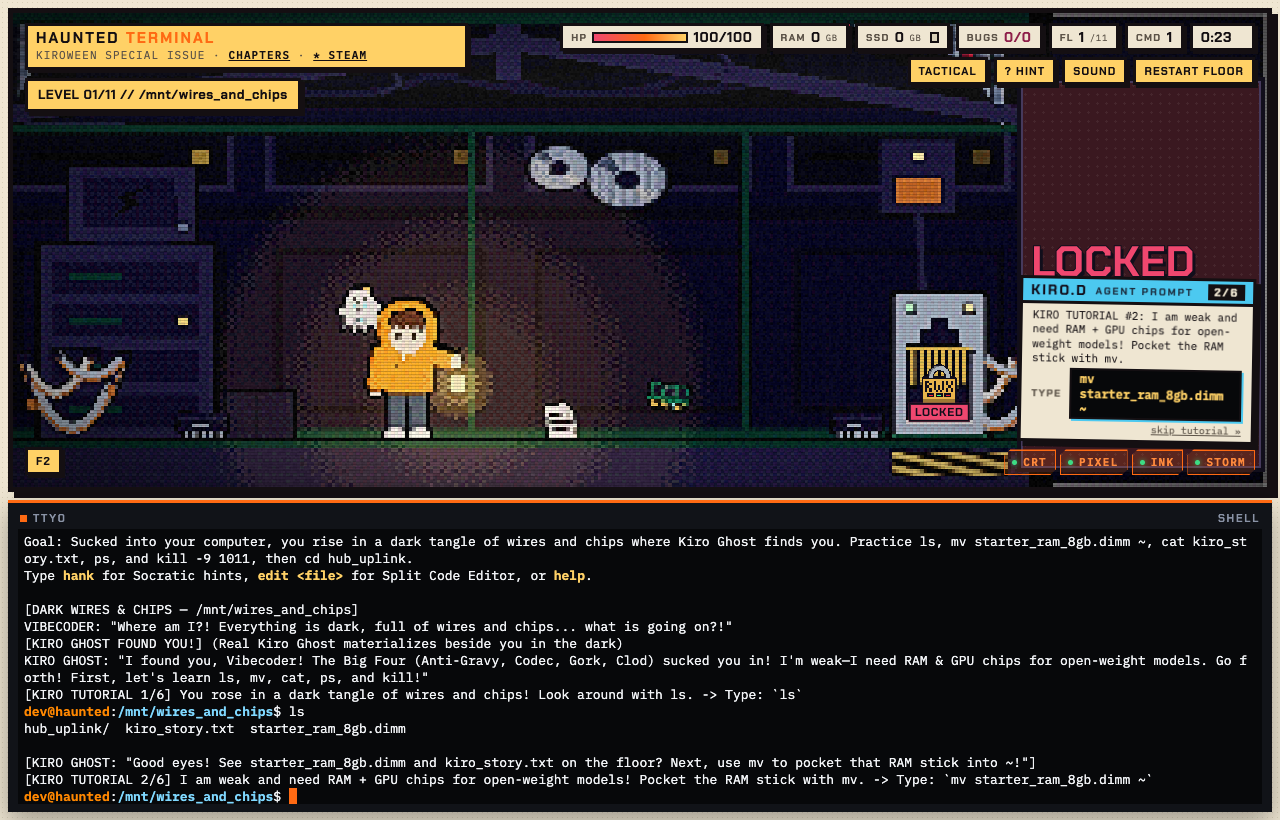 HAUNTED TERMINAL
KIROWEEN SPECIAL ISSUE · CHAPTERS · * STEAM
HP 100/100
RAM 0 GB
SSD 0 GB
BUGS 0/0
FL 1 /11
CMD 1
0:23
TACTICAL
? HINT
SOUND
RESTART FLOOR
LEVEL 01/11 // /mnt/wires_and_chips
LOCKED
KIRO.D AGENT PROMPT 2/6
KIRO TUTORIAL #2: I am weak and
need RAM + GPU chips for open-
weight models! Pocket the RAM
stick with mv.
TYPE
mv
starter_ram_8gb.dimm
~
skip tutorial »
RWX
LOCKED
F2
CRT
PIXEL
INK
STORM
TTY0
SHELL
Goal: Sucked into your computer, you rise in a dark tangle of wires and chips where Kiro Ghost finds you. Practice ls, mv starter_ram_8gb.dimm ~, cat kiro_st
ory.txt, ps, and kill -9 1011, then cd hub_uplink.
Type hank for Socratic hints, edit <file> for Split Code Editor, or help.
[DARK WIRES & CHIPS — /mnt/wires_and_chips]
VIBECODER: "Where am I?! Everything is dark, full of wires and chips... what is going on?!"
[KIRO GHOST FOUND YOU!] (Real Kiro Ghost materializes beside you in the dark)
KIRO GHOST: "I found you, Vibecoder! The Big Four (Anti-Gravy, Codec, Gork, Clod) sucked you in! I'm weak—I need RAM & GPU chips for open-weight models. Go f
orth! First, let's learn ls, mv, cat, ps, and kill!"
[KIRO TUTORIAL 1/6] You rose in a dark tangle of wires and chips! Look around with ls. -> Type: `ls`
dev@haunted:/mnt/wires_and_chips$ ls
hub_uplink/  kiro_story.txt  starter_ram_8gb.dimm
[KIRO GHOST: "Good eyes! See starter_ram_8gb.dimm and kiro_story.txt on the floor? Next, use mv to pocket that RAM stick into ~!"]
[KIRO TUTORIAL 2/6] I am weak and need RAM + GPU chips for open-weight models! Pocket the RAM stick with mv. -> Type: `mv starter_ram_8gb.dimm ~`
dev@haunted:/mnt/wires_and_chips$